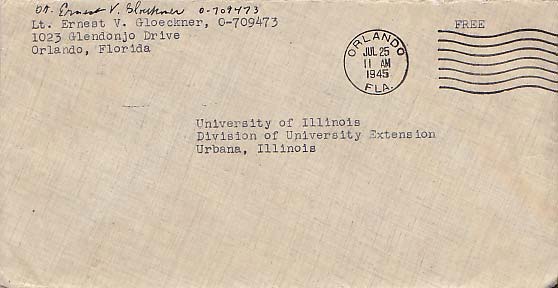 Lt. Ernest V. Gloeckner O-709473
Lt. Ernest V. Gloeckner, O-709473
1023 Glendonjo Drive
Orlando, Florida
ORLANDO
JUL 25
11 AM
1945
FLA.
FREE
University of Illinois
Division of University Extension
Urbana, Illinois